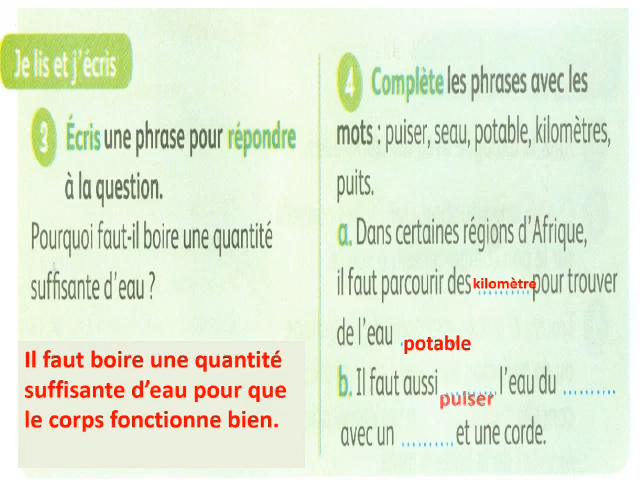 Je lis et j'écris
3 Écris une phrase pour répondre
à la question.
Pourquoi faut-il boire une quantité
suffisante d'eau ?
Il faut boire une quantité
suffisante d'eau pour que
le corps fonctionne bien.
4 Complète les phrases avec les
mots : puiser, seau, potable, kilomètres,
puits.
a. Dans certaines régions d'Afrique,
il faut parcourir des kilomètre pour trouver
de l'eau . potable
b. Il faut aussi puiser l'eau du ..........
avec un .......... et une corde.